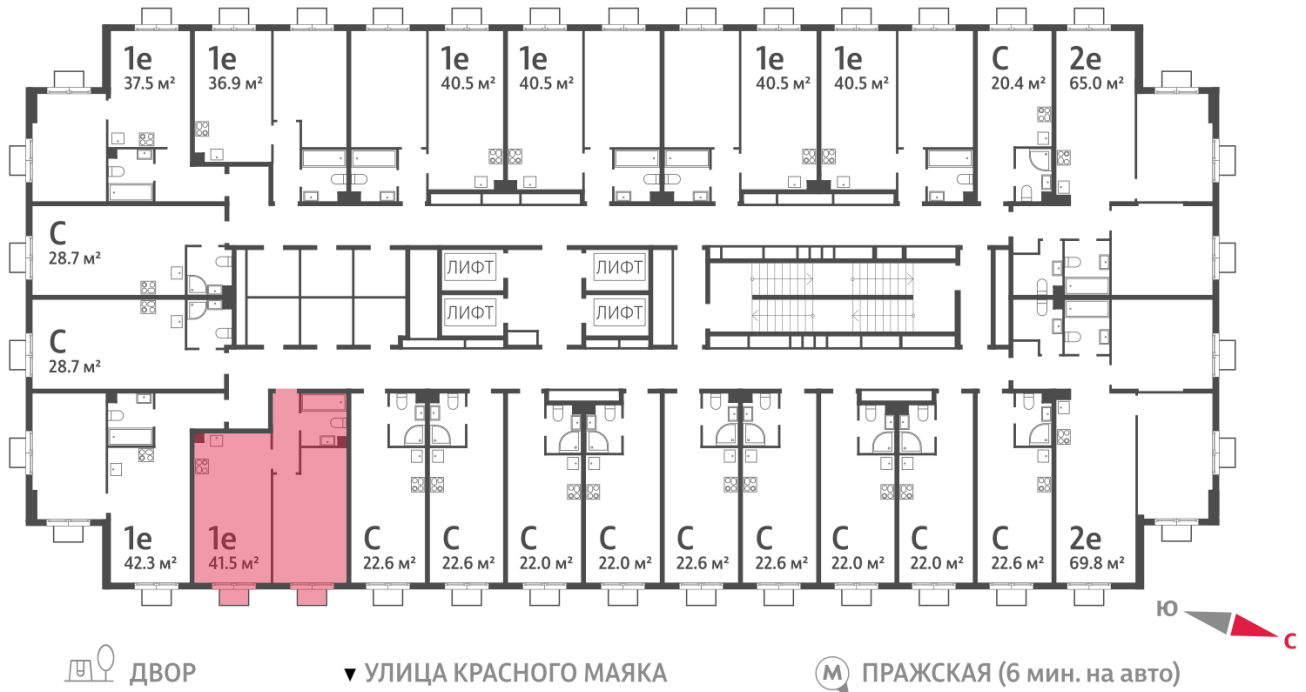 1е
37.5 м²
1е
36.9 м²
1е
40.5 м²
1е
40.5 м²
1е
40.5 м²
1е
40.5 м²
С
20.4 м²
2е
65.0 м²
С
28.7 м²
ЛИФТ
ЛИФТ
ЛИФТ
ЛИФТ
С
28.7 м²
1е
42.3 м²
1е
41.5 м²
С
22.6 м²
С
22.6 м²
С
22.0 м²
С
22.0 м²
С
22.6 м²
С
22.6 м²
С
22.0 м²
С
22.0 м²
С
22.6 м²
2е
69.8 м²
Ю
С
ДВОР
УЛИЦА КРАСНОГО МАЯКА
М ПРАЖСКАЯ (6 мин. на авто)